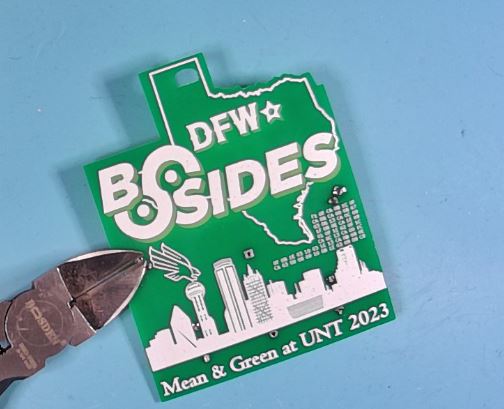 DFW
BSIDES
Mean & Green at UNT 2023